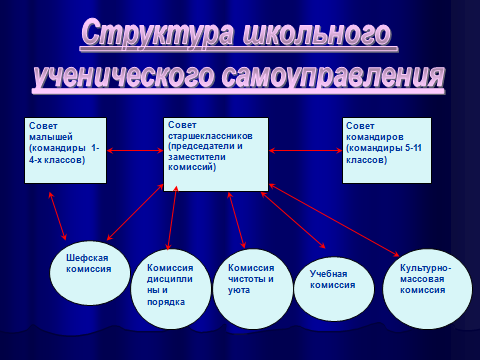 Структура школьного
ученического самоуправления
Совет
малышей
(командиры 1-
4-х классов)
Совет
старшеклассников
(председатели и
заместители
комиссий)
Совет
командиров
(командиры 5-11
классов)
Шефская
комиссия
Комиссия
дисципли
ны и
порядка
Комиссия
чистоты и
уюта
Учебная
комиссия
Культурно-
массовая
комиссия